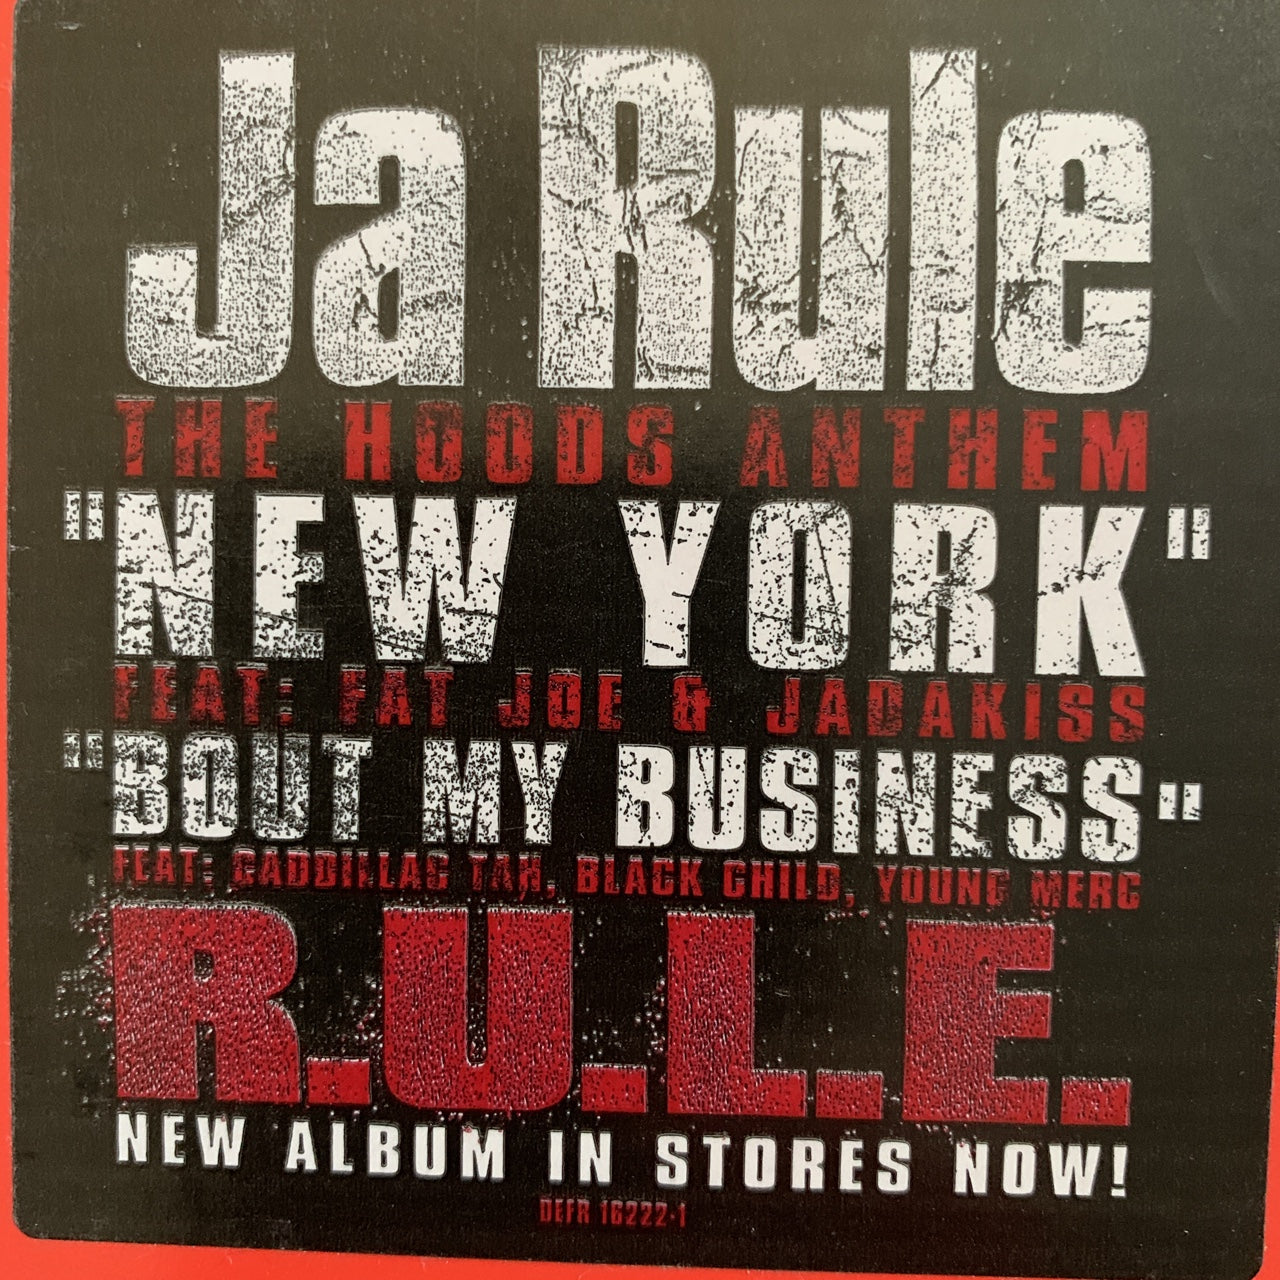 Ja Rule
THE HOODS ANTHEM
"NEW YORK"
FEAT: FAT JOE & JADAKISS
"BOUT MY BUSINESS"
FEAT: CADDILLAC TAH, BLACK CHILD, YOUNG MERC
R.U.L.E.
NEW ALBUM IN STORES NOW!
DEFR 16222-1